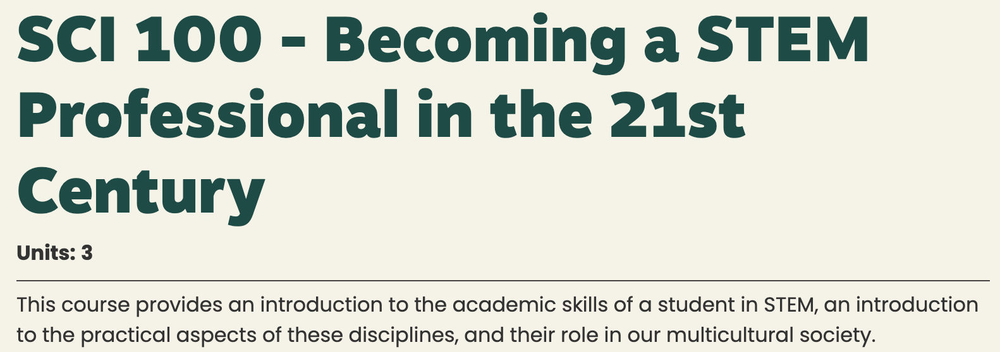 SCI 100 - Becoming a STEM
Professional in the 21st
Century
Units: 3
This course provides an introduction to the academic skills of a student in STEM, an introduction
to the practical aspects of these disciplines, and their role in our multicultural society.